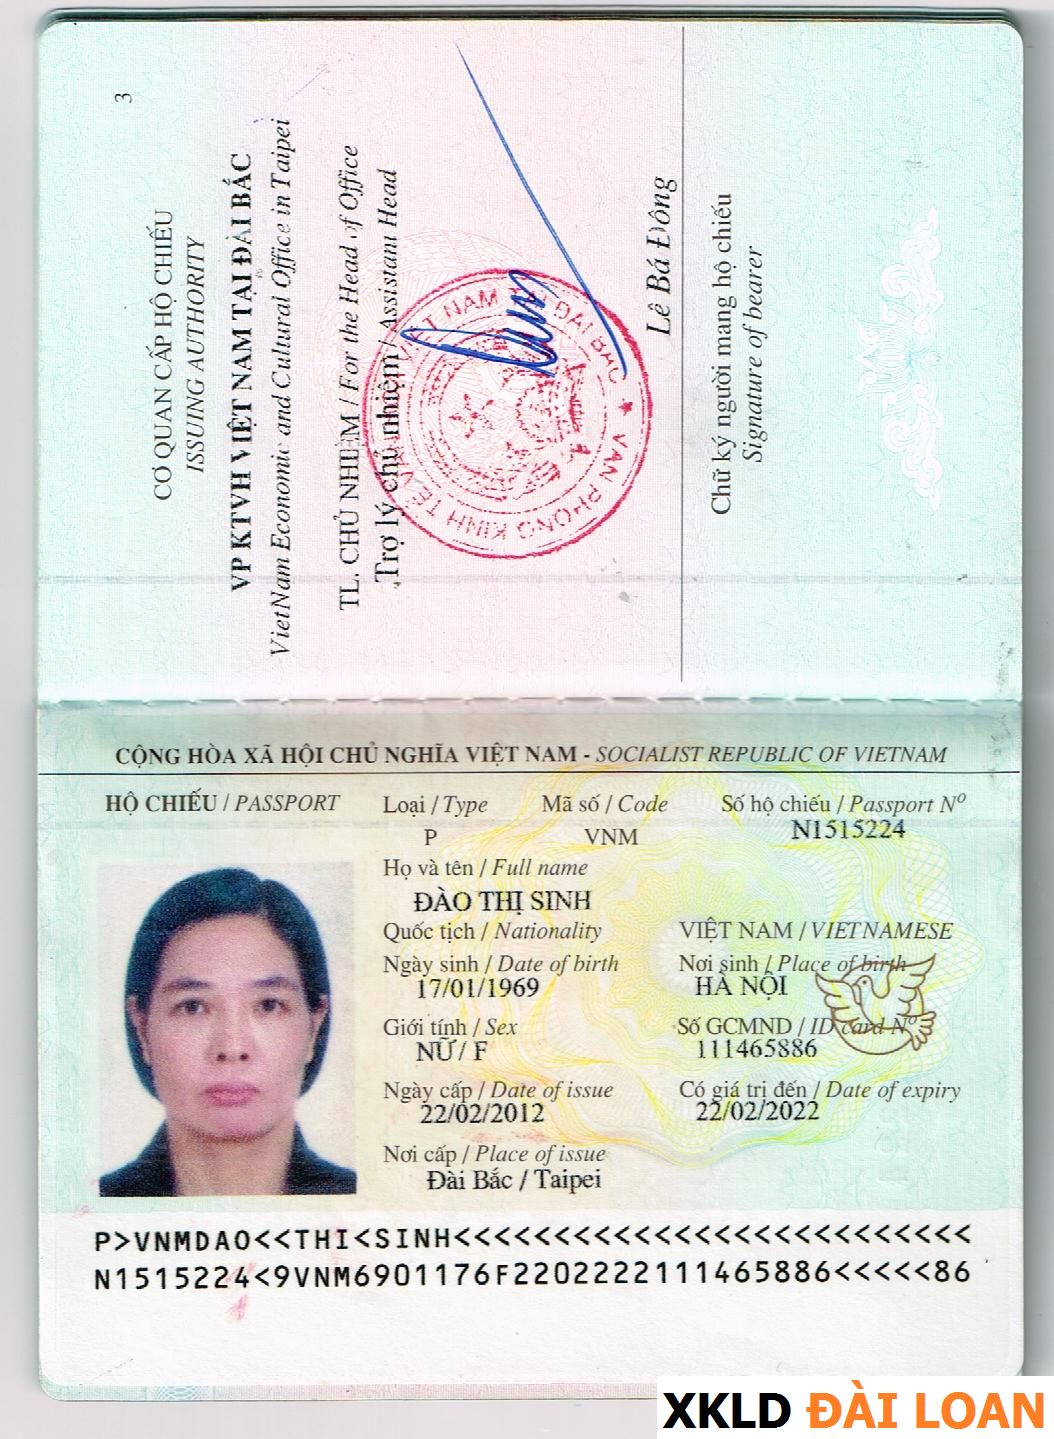 3
CƠ QUAN CẤP HỘ CHIẾU
ISSUING AUTHORITY
VP KTVH VIỆT NAM TẠI ĐÀI BẮC
VietNam Economic and Cultural Office in Taipei
TL. CHỦ NHIỆM / For the Head of Office
Trợ lý chủ nhiệm / Assistant Head
VIỆT NAM TẠI ĐÀI BẮC ★ VĂN PHÒNG KINH TẾ VĂN
Lê Bá Đông
Chữ ký người mang hộ chiếu
Signature of bearer
CỘNG HÒA XÃ HỘI CHỦ NGHĨA VIỆT NAM - SOCIALIST REPUBLIC OF VIETNAM
HỘ CHIẾU / PASSPORT Loại / Type Mã số / Code Số hộ chiếu / Passport Nº
P VNM N1515224
Họ và tên / Full name
ĐÀO THỊ SINH
Quốc tịch / Nationality VIỆT NAM / VIETNAMESE
Ngày sinh / Date of birth Nơi sinh / Place of birth
17/01/1969 HÀ NỘI
Giới tính / Sex Số GCMND / ID card Nº
NỮ/ F 111465886
Ngày cấp / Date of issue Có giá trị đến / Date of expiry
22/02/2012 22/02/2022
Nơi cấp / Place of issue
Đài Bắc / Taipei
P>VNMDAO<<THI<SINH<<<<<<<<<<<<<<<<<<<<<<<<<<
N1515224<9VNM6901176F2202222111465886<<<<<86
XKLD ĐÀI LOAN